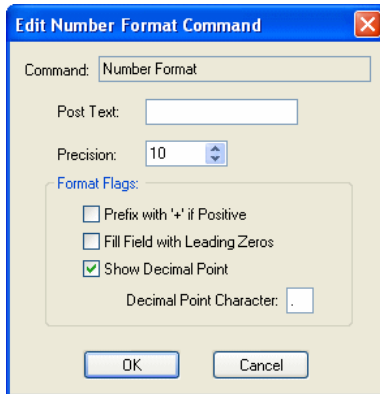 Edit Number Format Command
Command: Number Format
Post Text:
Precision: 10
Format Flags:
Prefix with '+' if Positive
Fill Field with Leading Zeros
Show Decimal Point
Decimal Point Character: .
OK Cancel